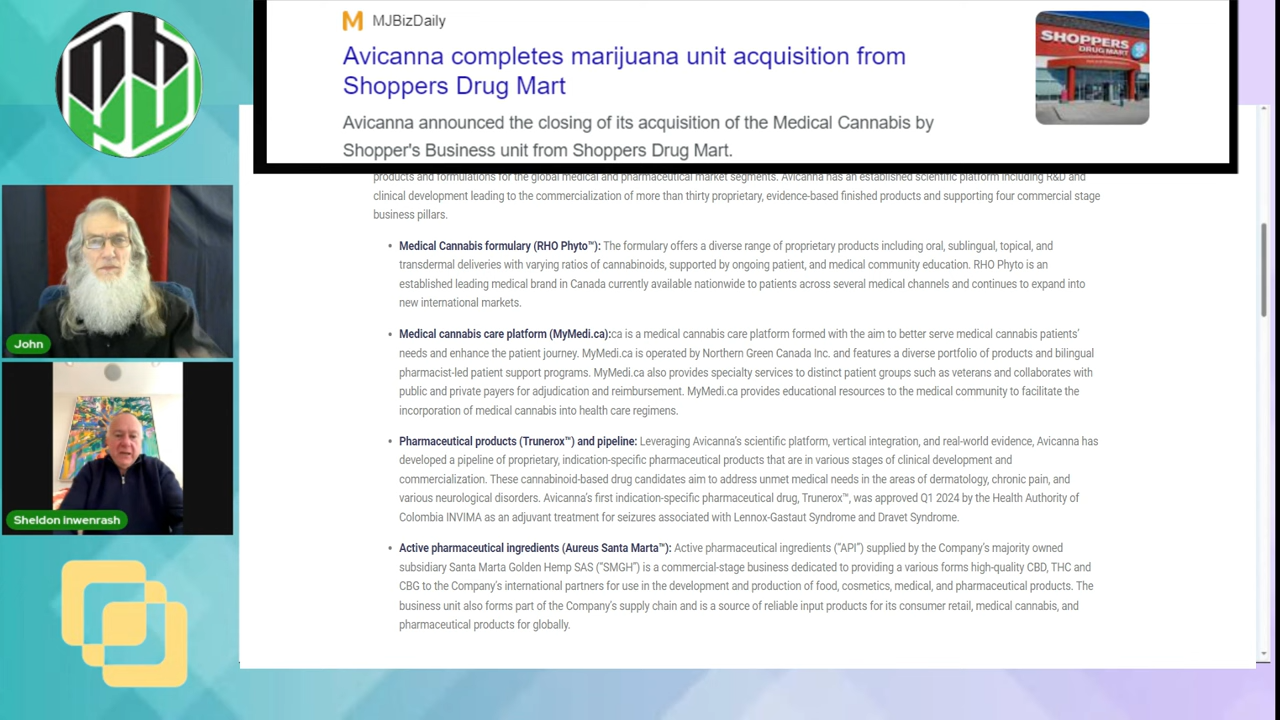 MJBizDaily
Avicanna completes marijuana unit acquisition from
Shoppers Drug Mart
Avicanna announced the closing of its acquisition of the Medical Cannabis by
Shopper's Business unit from Shoppers Drug Mart.
SHOPPERS
DRUG MART
products and formulations for the global medical and pharmaceutical market segments. Avicanna has an established scientific platform including R&D and
clinical development leading to the commercialization of more than thirty proprietary, evidence-based finished products and supporting four commercial stage
business pillars.
• Medical Cannabis formulary (RHO Phyto™): The formulary offers a diverse range of proprietary products including oral, sublingual, topical, and
transdermal deliveries with varying ratios of cannabinoids, supported by ongoing patient, and medical community education. RHO Phyto is an
established leading medical brand in Canada currently available nationwide to patients across several medical channels and continues to expand into
new international markets.
• Medical cannabis care platform (MyMedi.ca):ca is a medical cannabis care platform formed with the aim to better serve medical cannabis patients'
needs and enhance the patient journey. MyMedi.ca is operated by Northern Green Canada Inc. and features a diverse portfolio of products and bilingual
pharmacist-led patient support programs. MyMedi.ca also provides specialty services to distinct patient groups such as veterans and collaborates with
public and private payers for adjudication and reimbursement. MyMedi.ca provides educational resources to the medical community to facilitate the
incorporation of medical cannabis into health care regimens.
• Pharmaceutical products (Trunerox™) and pipeline: Leveraging Avicanna's scientific platform, vertical integration, and real-world evidence, Avicanna has
developed a pipeline of proprietary, indication-specific pharmaceutical products that are in various stages of clinical development and
commercialization. These cannabinoid-based drug candidates aim to address unmet medical needs in the areas of dermatology, chronic pain, and
various neurological disorders. Avicanna's first indication-specific pharmaceutical drug, Trunerox™, was approved Q1 2024 by the Health Authority of
Colombia INVIMA as an adjuvant treatment for seizures associated with Lennox-Gastaut Syndrome and Dravet Syndrome.
• Active pharmaceutical ingredients (Aureus Santa Marta™): Active pharmaceutical ingredients ("API") supplied by the Company's majority owned
subsidiary Santa Marta Golden Hemp SAS ("SMGH") is a commercial-stage business dedicated to providing a various forms high-quality CBD, THC and
CBG to the Company's international partners for use in the development and production of food, cosmetics, medical, and pharmaceutical products. The
business unit also forms part of the Company's supply chain and is a source of reliable input products for its consumer retail, medical cannabis, and
pharmaceutical products for globally.
John
Sheldon Inwenrash